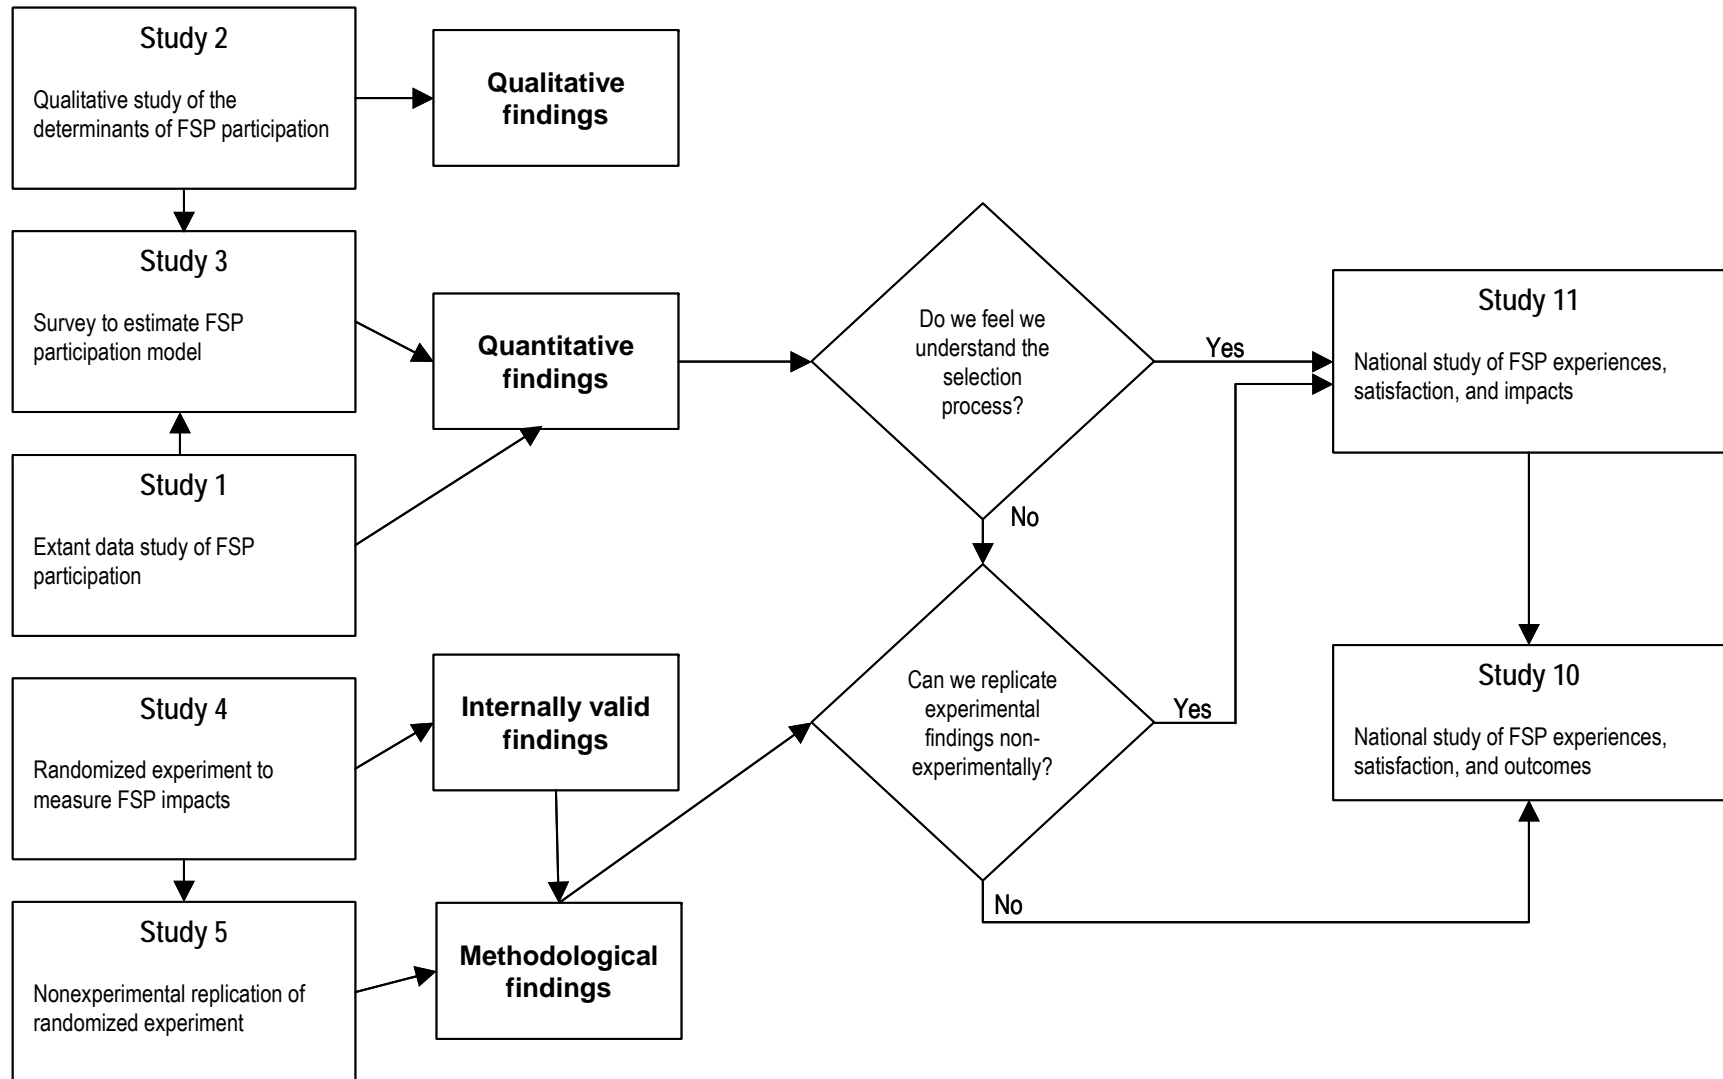 Study 2
Qualitative study of the
determinants of FSP participation
Qualitative
findings
Study 3
Survey to estimate FSP
participation model
Quantitative
findings
Do we feel we
understand the
selection
process?
Yes
No
Study 11
National study of FSP experiences,
satisfaction, and impacts
Study 1
Extant data study of FSP
participation
Study 4
Randomized experiment to
measure FSP impacts
Internally valid
findings
Can we replicate
experimental
findings non-
experimentally?
Yes
No
Study 10
National study of FSP experiences,
satisfaction, and outcomes
Study 5
Nonexperimental replication of
randomized experiment
Methodological
findings